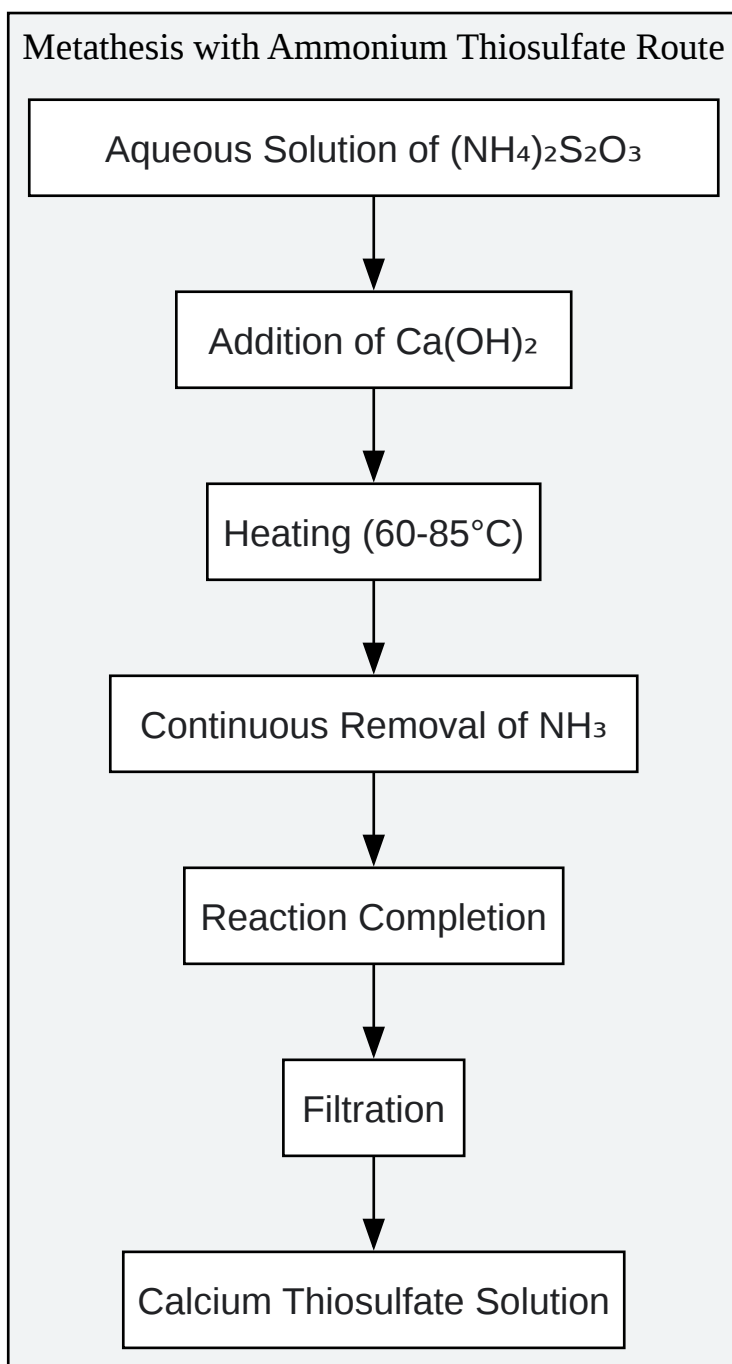 Metathesis with Ammonium Thiosulfate Route
Aqueous Solution of (NH₄)₂S₂O₃
Addition of Ca(OH)₂
Heating (60-85°C)
Continuous Removal of NH₃
Reaction Completion
Filtration
Calcium Thiosulfate Solution